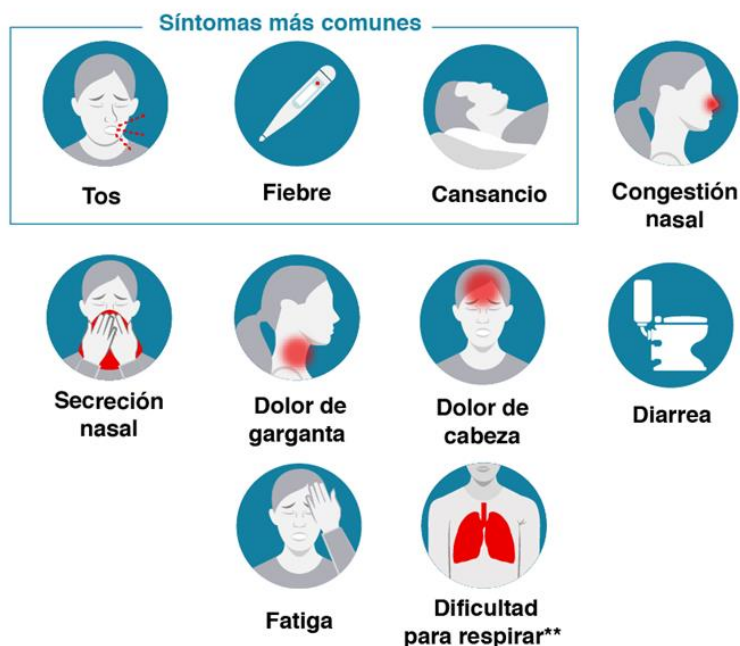 Síntomas más comunes
Tos
Fiebre
Cansancio
Congestión
nasal
Secreción
nasal
Dolor de
garganta
Dolor de
cabeza
Diarrea
Fatiga
Dificultad
para respirar**